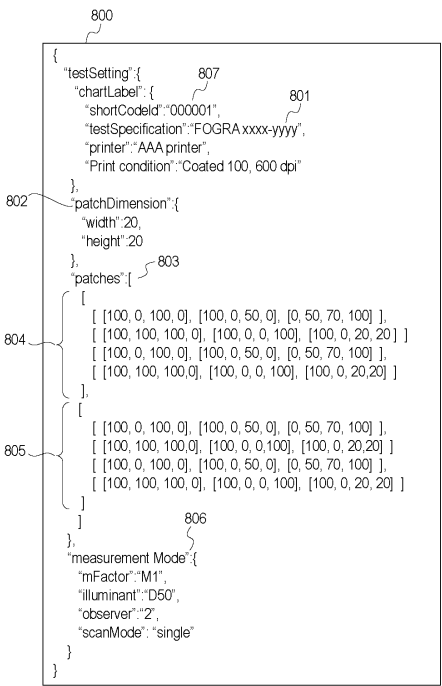 800
{
"testSetting":{
807
"chartLabel": {
"shortCodeId":"000001",
801
"testSpecification":"FOGRA xxxx-yyyy",
"printer":"AAA printer",
"Print condition":"Coated 100, 600 dpi"
},
802
"patchDimension":{
"width":20,
"height":20
},
803
"patches":[
[
804
[ [100, 0, 100, 0], [100, 0, 50, 0], [0, 50, 70, 100] ],
[ [100, 100, 100, 0], [100, 0, 0, 100], [100, 0, 20, 20 ] ]
[ [100, 0, 100, 0], [100, 0, 50, 0], [0, 50, 70, 100] ],
[ [100, 100, 100,0], [100, 0, 0, 100], [100, 0, 20,20] ]
],
[
805
[ [100, 0, 100, 0], [100, 0, 50, 0], [0, 50, 70, 100] ],
[ [100, 100, 100,0], [100, 0, 0,100], [100, 0, 20,20] ]
[ [100, 0, 100, 0], [100, 0, 50, 0], [0, 50, 70, 100] ],
[ [100, 100, 100, 0], [100, 0, 0, 100], [100, 0, 20, 20] ]
]
]
},
806
"measurement Mode":{
"mFactor":"M1",
"illuminant":"D50",
"observer":"2",
"scanMode": "single"
}
}